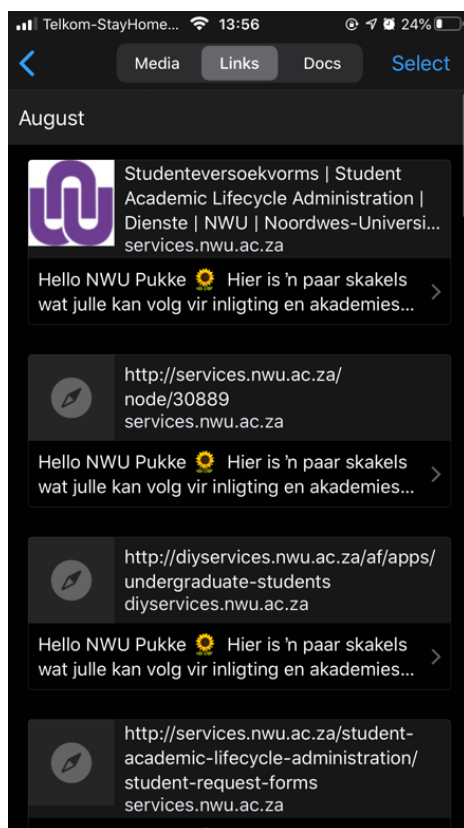 Telkom-StayHome... 13:56 24%
Media Links Docs Select
August
Studenteversoekvorms | Student
Academic Lifecycle Administration |
Dienste | NWU | Noordwes-Universi...
services.nwu.ac.za
Hello NWU Pukke 🌻 Hier is 'n paar skakels
wat julle kan volg vir inligting en akademies...
http://services.nwu.ac.za/
node/30889
services.nwu.ac.za
Hello NWU Pukke 🌻 Hier is 'n paar skakels
wat julle kan volg vir inligting en akademies...
http://diyservices.nwu.ac.za/af/apps/
undergraduate-students
diyservices.nwu.ac.za
Hello NWU Pukke 🌻 Hier is 'n paar skakels
wat julle kan volg vir inligting en akademies...
http://services.nwu.ac.za/student-
academic-lifecycle-administration/
student-request-forms
services.nwu.ac.za